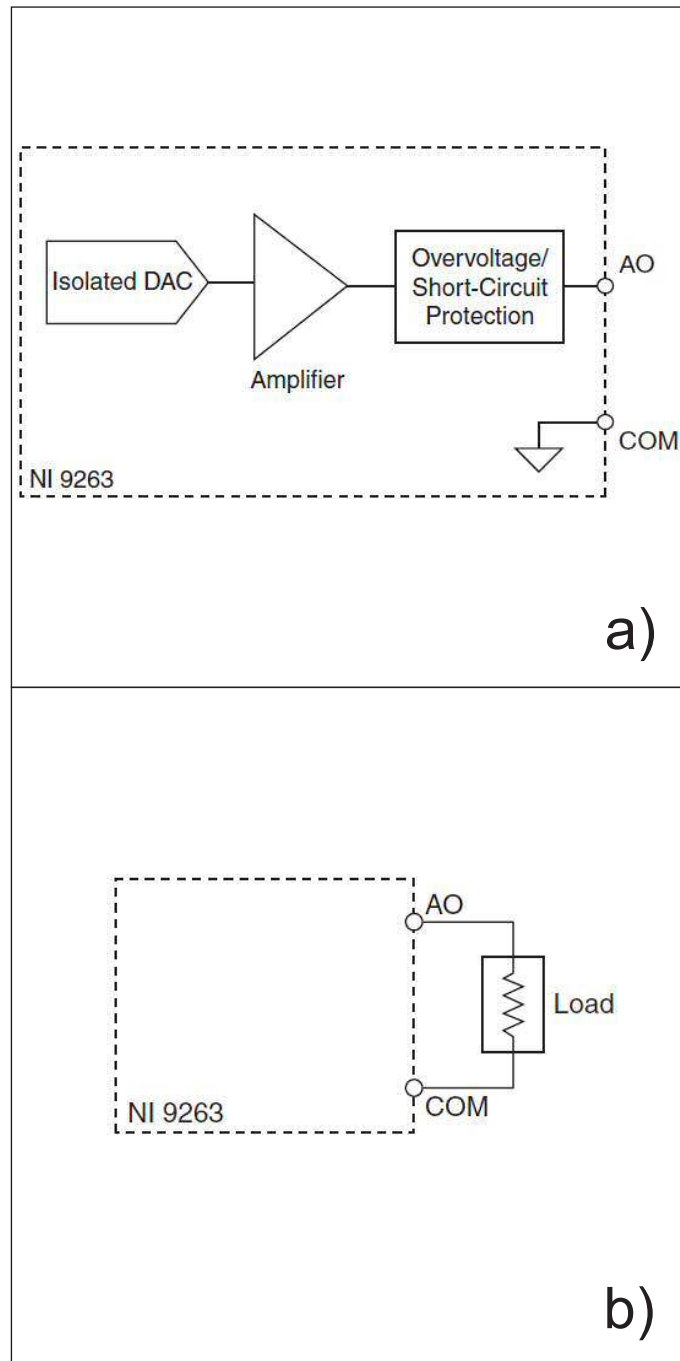 Isolated DAC
Amplifier
Overvoltage/
Short-Circuit
Protection
AO
COM
NI 9263
a)
AO
Load
COM
NI 9263
b)